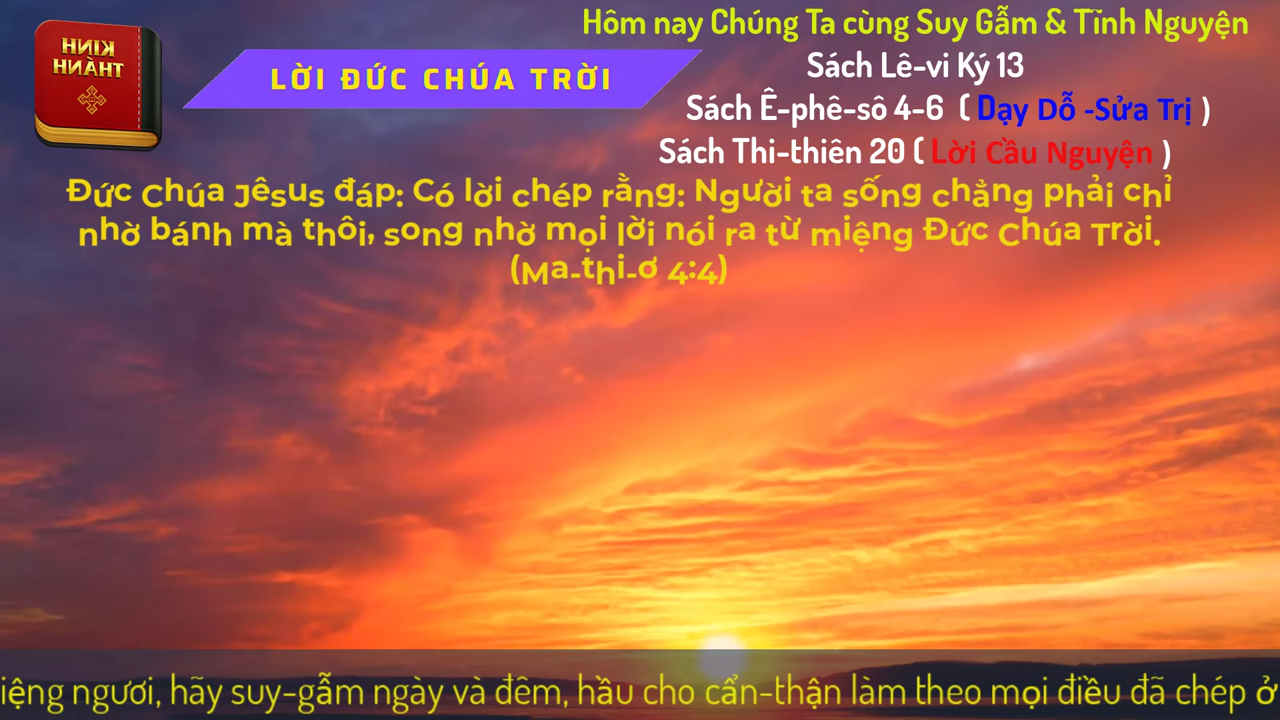 Hôm nay Chúng Ta cùng Suy Gẫm & Tĩnh Nguyện
KINH
THÁNH
LỜI ĐỨC CHÚA TRỜI
Sách Lê-vi Ký 13
Sách Ê-phê-sô 4-6 ( Dạy Dỗ -Sửa Trị )
Sách Thi-thiên 20 ( Lời Cầu Nguyện )
Đức Chúa Jêsus đáp: Có lời chép rằng: Người ta sống chẳng phải chỉ
nhờ bánh mà thôi, song nhờ mọi lời nói ra từ miệng Đức Chúa Trời.
(Ma-thi-ơ 4:4)
iệng ngươi, hãy suy-gẫm ngày và đêm, hầu cho cẩn-thận làm theo mọi điều đã chép ở